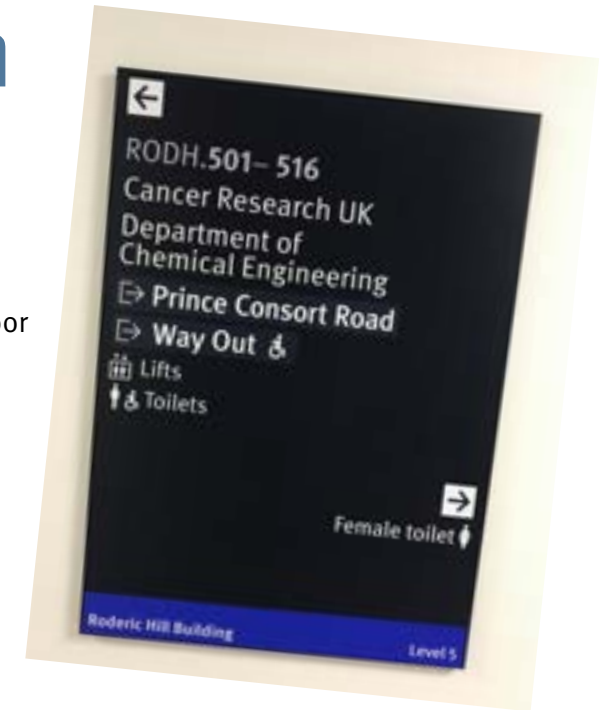 RODH.501– 516
Cancer Research UK
Department of
Chemical Engineering
Prince Consort Road
Way Out
Lifts
Toilets
Female toilet
Roderic Hill Building
Level 5